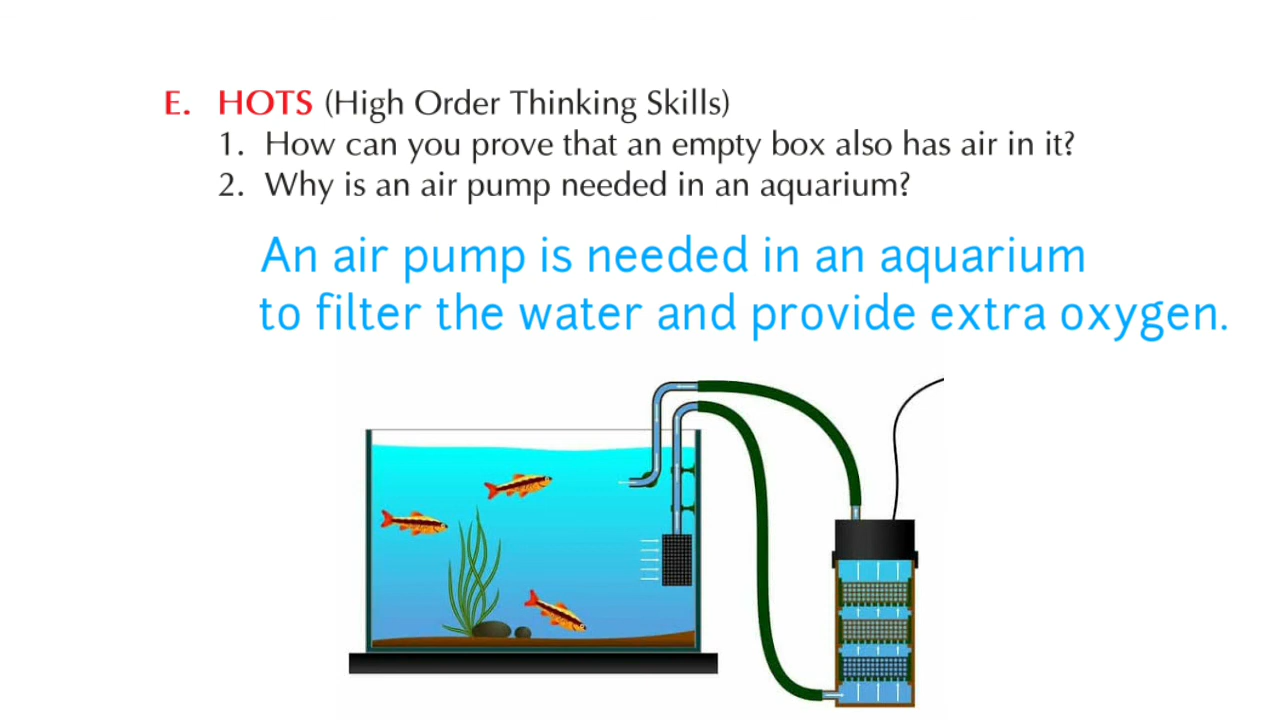 E. HOTS (High Order Thinking Skills)
1. How can you prove that an empty box also has air in it?
2. Why is an air pump needed in an aquarium?
An air pump is needed in an aquarium
to filter the water and provide extra oxygen.